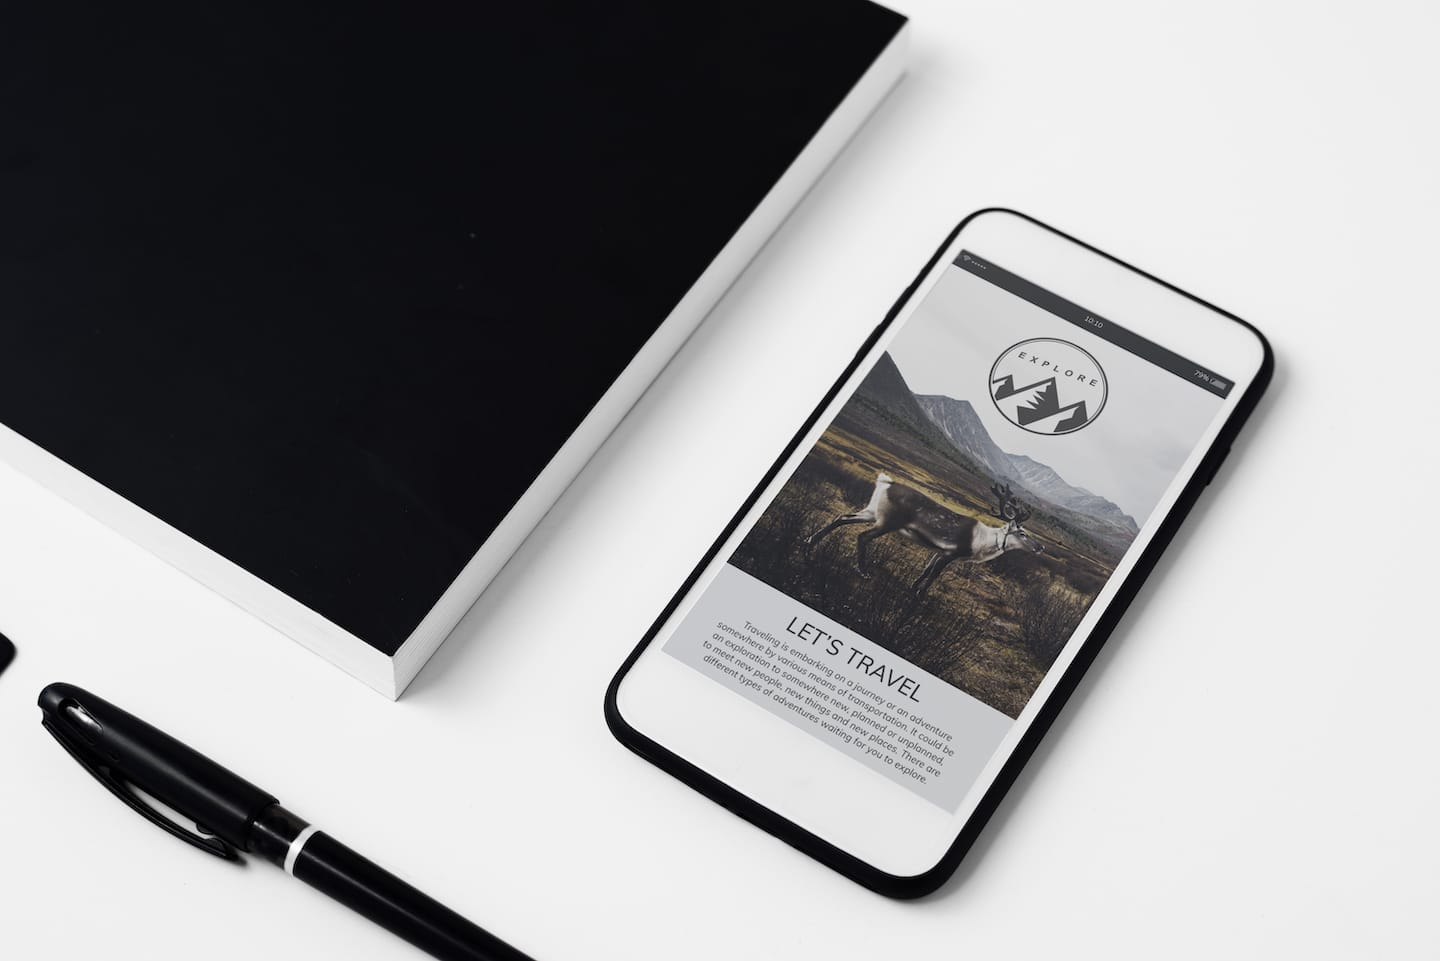 10:10
79%
EXPLORE
LET'S TRAVEL
Traveling is embarking on a journey or an adventure
somewhere by various means of transportation. It could be
an exploration to somewhere new, planned or unplanned,
to meet new people, new things and new places. There are
different types of adventures waiting for you to explore.